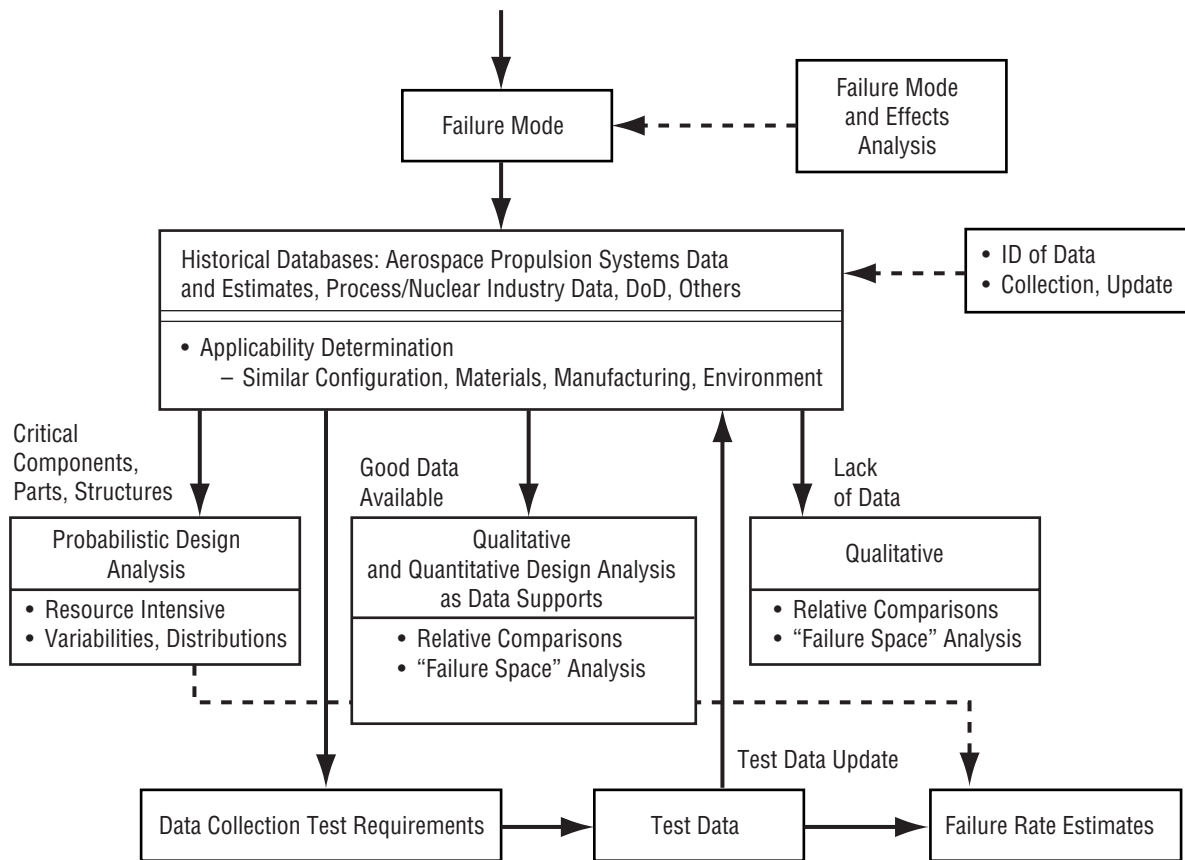 Failure Mode
Failure Mode
and Effects
Analysis
Historical Databases: Aerospace Propulsion Systems Data
and Estimates, Process/Nuclear Industry Data, DoD, Others
• ID of Data
• Collection, Update
• Applicability Determination
– Similar Configuration, Materials, Manufacturing, Environment
Critical
Components,
Parts, Structures
Good Data
Available
Lack
of Data
Probabilistic Design
Analysis
• Resource Intensive
• Variabilities, Distributions
Qualitative
and Quantitative Design Analysis
as Data Supports
• Relative Comparisons
• “Failure Space” Analysis
Qualitative
• Relative Comparisons
• “Failure Space” Analysis
Test Data Update
Data Collection Test Requirements
Test Data
Failure Rate Estimates